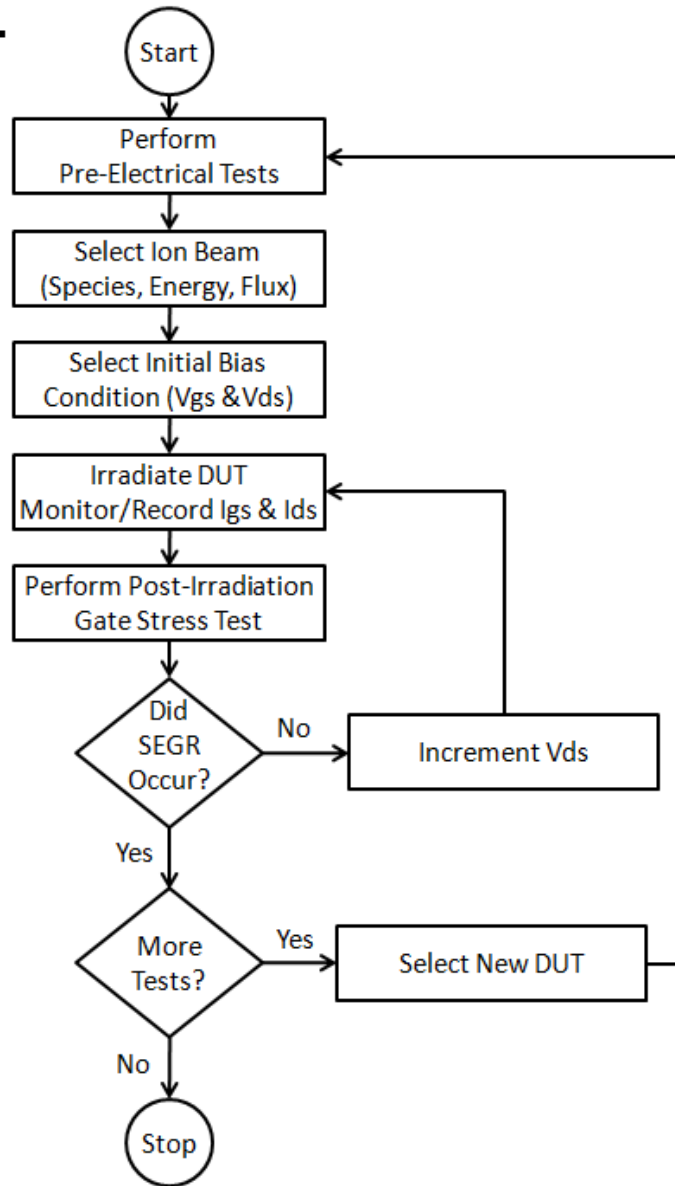 Start
Perform
Pre-Electrical Tests
Select Ion Beam
(Species, Energy, Flux)
Select Initial Bias
Condition (Vgs &Vds)
Irradiate DUT
Monitor/Record Igs & Ids
Perform Post-Irradiation
Gate Stress Test
Did
SEGR
Occur?
No
Increment Vds
Yes
More
Tests?
Yes
Select New DUT
No
Stop